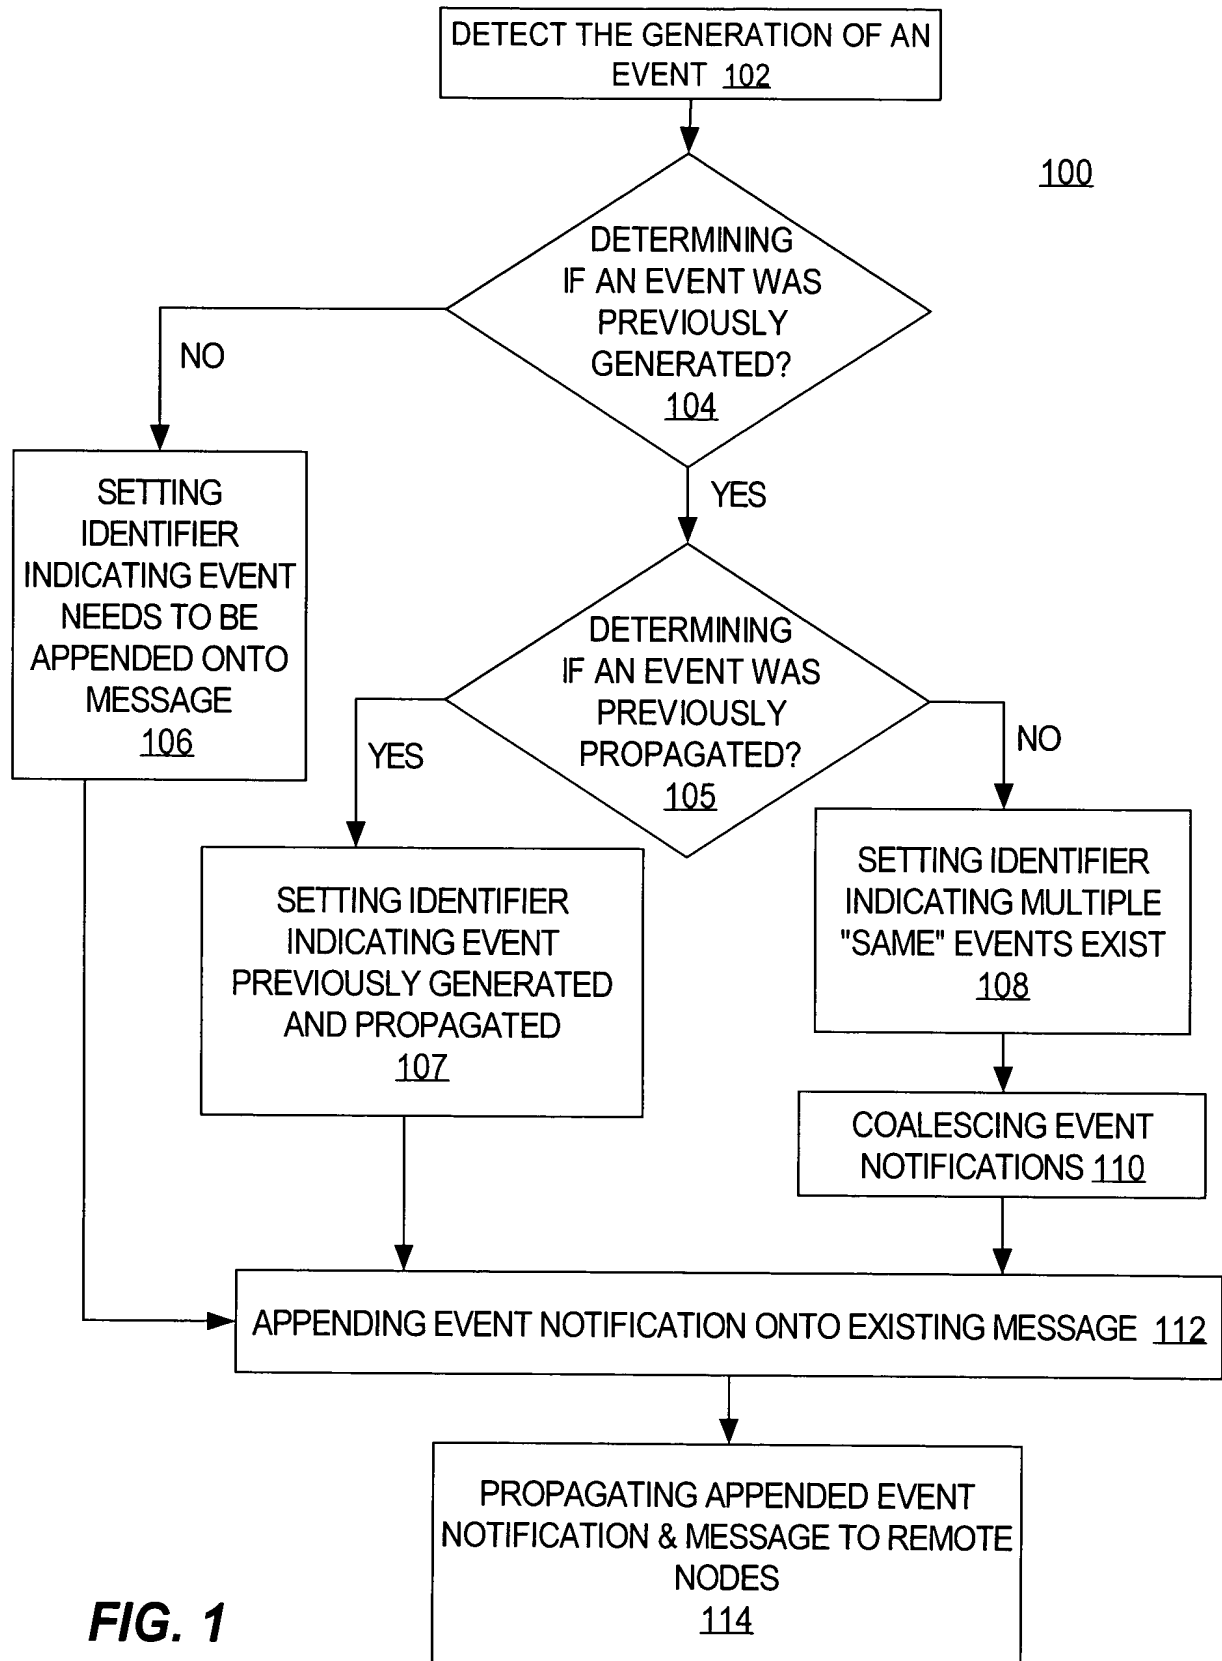 DETECT THE GENERATION OF AN
EVENT 102
100
DETERMINING
IF AN EVENT WAS
PREVIOUSLY
GENERATED?
104
NO
YES
SETTING
IDENTIFIER
INDICATING EVENT
NEEDS TO BE
APPENDED ONTO
MESSAGE
106
DETERMINING
IF AN EVENT WAS
PREVIOUSLY
PROPAGATED?
105
YES
NO
SETTING IDENTIFIER
INDICATING EVENT
PREVIOUSLY GENERATED
AND PROPAGATED
107
SETTING IDENTIFIER
INDICATING MULTIPLE
"SAME" EVENTS EXIST
108
COALESCING EVENT
NOTIFICATIONS 110
APPENDING EVENT NOTIFICATION ONTO EXISTING MESSAGE 112
PROPAGATING APPENDED EVENT
NOTIFICATION & MESSAGE TO REMOTE
NODES
114
FIG. 1